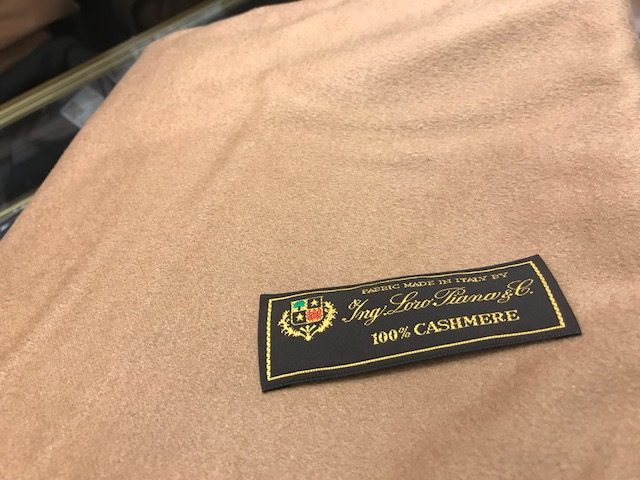 FABRIC MADE IN ITALY BY
Ing. Loro Piana & C.
100% CASHMERE